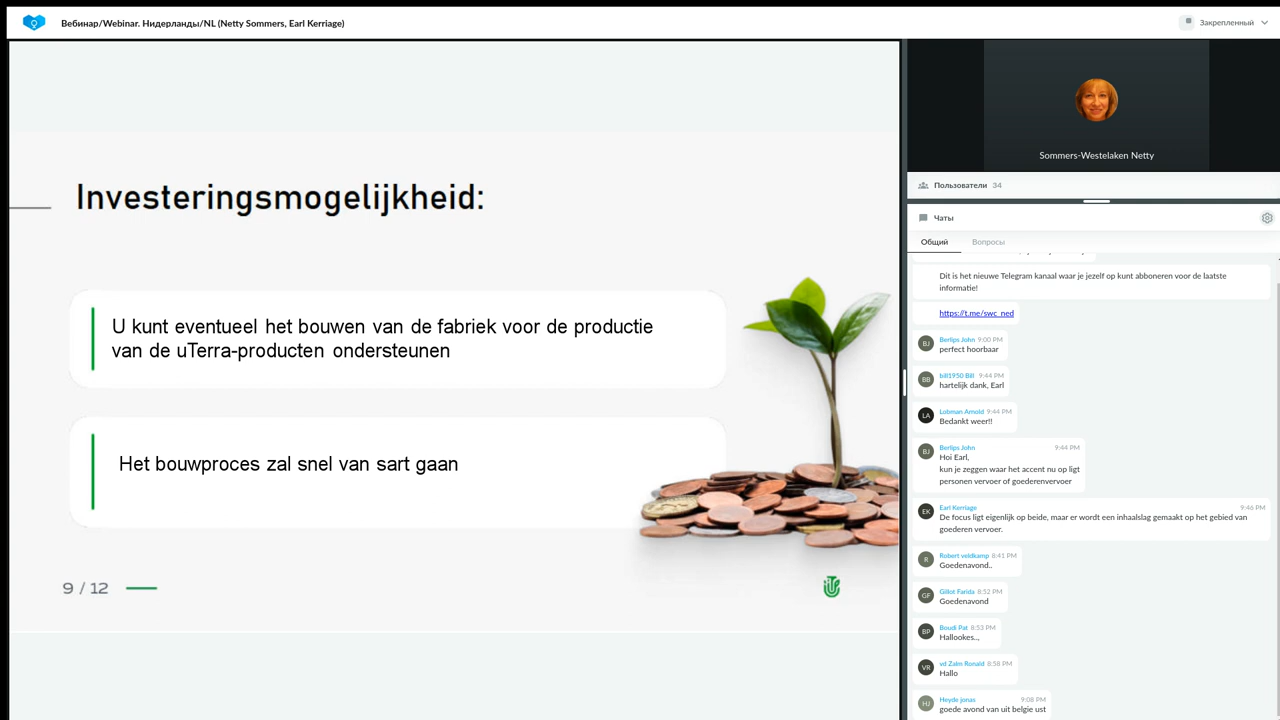 Вебинар/Webinar. Нидерланды/NL (Netty Sommers, Earl Kerriage)
Закрепленный
Investeringsmogelijkheid:
U kunt eventueel het bouwen van de fabriek voor de productie
van de uTerra-producten ondersteunen
Het bouwproces zal snel van sart gaan
9 / 12
Sommers-Westelaken Netty
Пользователи 34
Чаты
Общий
Вопросы
Dit is het nieuwe Telegram kanaal waar je jezelf op kunt abboneren voor de laatste
informatie!
https://t.me/swc_ned
BJ
Berlips John 9:00 PM
perfect hoorbaar
BB
bill1950 Bill 9:44 PM
hartelijk dank, Earl
LA
Lobman Arnold 9:44 PM
Bedankt weer!!
BJ
Berlips John 9:44 PM
Hoi Earl,
kun je zeggen waar het accent nu op ligt
personen vervoer of goederenvervoer
EK
Earl Kerriage 9:46 PM
De focus ligt eigenlijk op beide, maar er wordt een inhaalslag gemaakt op het gebied van
goederen vervoer.
R
Robert veldkamp 8:41 PM
Goedenavond..
GF
Gillot Farida 8:52 PM
Goedenavond
BP
Boudi Pat 8:53 PM
Hallookes..,
VR
vd Zalm Ronald 8:58 PM
Hallo
HJ
Heyde jonas 9:08 PM
goede avond van uit belgie ust